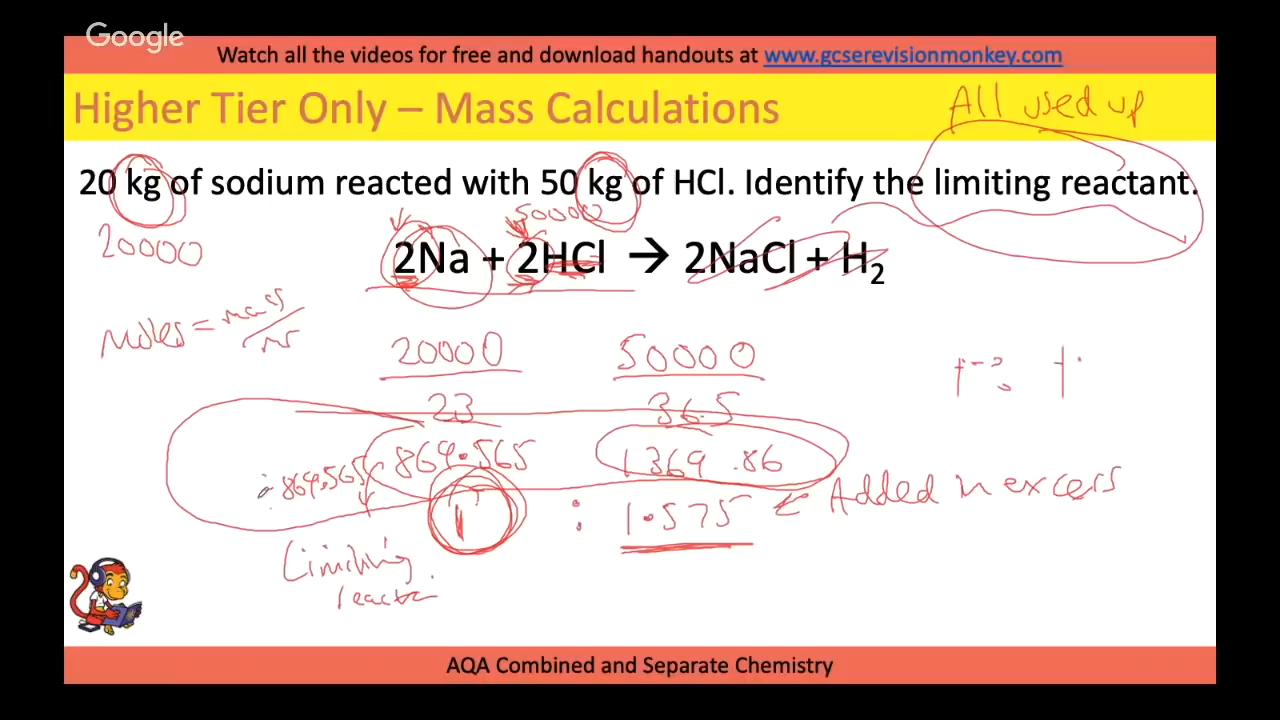 Google
Watch all the videos for free and download handouts at www.gcserevisionmonkey.com
Higher Tier Only – Mass Calculations
All used up
20 kg of sodium reacted with 50 kg of HCl. Identify the limiting reactant.
20000
50000
2Na + 2HCl → 2NaCl + H₂
Moles = mass/mr
20000 50000
23 36.5
÷869.565 869.565 1369.86
1 : 1.575 ← Added in excess
Limiting
AQA Combined and Separate Chemistry